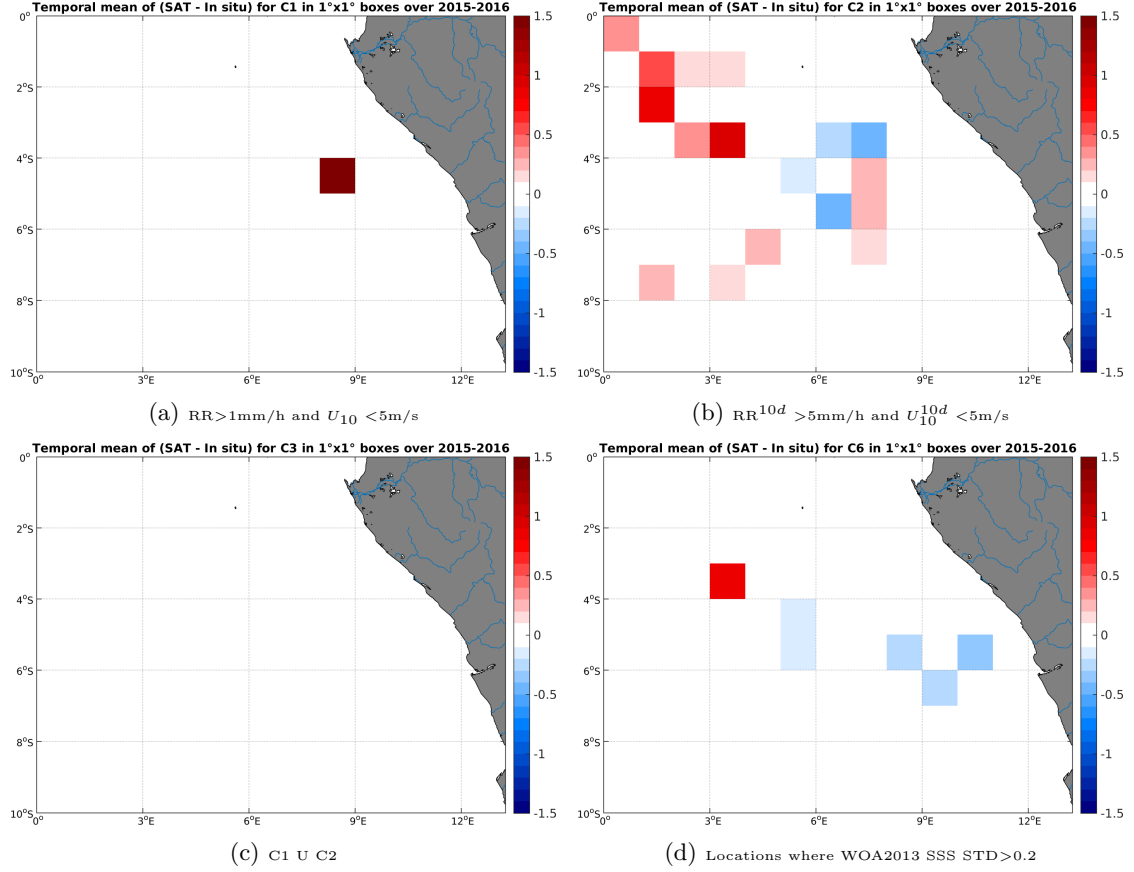 Temporal mean of (SAT - In situ) for C1 in 1°x1° boxes over 2015-2016
0°
2°S
4°S
6°S
8°S
10°S
0°
3°E
6°E
9°E
12°E
1.5
1
0.5
0
-0.5
-1
-1.5
(a) RR>1mm/h and U10 <5m/s
Temporal mean of (SAT - In situ) for C2 in 1°x1° boxes over 2015-2016
0°
2°S
4°S
6°S
8°S
10°S
0°
3°E
6°E
9°E
12°E
1.5
1
0.5
0
-0.5
-1
-1.5
(b) RR^10d >5mm/h and U10^10d <5m/s
Temporal mean of (SAT - In situ) for C3 in 1°x1° boxes over 2015-2016
0°
2°S
4°S
6°S
8°S
10°S
0°
3°E
6°E
9°E
12°E
1.5
1
0.5
0
-0.5
-1
-1.5
(c) C1 U C2
Temporal mean of (SAT - In situ) for C6 in 1°x1° boxes over 2015-2016
0°
2°S
4°S
6°S
8°S
10°S
0°
3°E
6°E
9°E
12°E
1.5
1
0.5
0
-0.5
-1
-1.5
(d) Locations where WOA2013 SSS STD>0.2